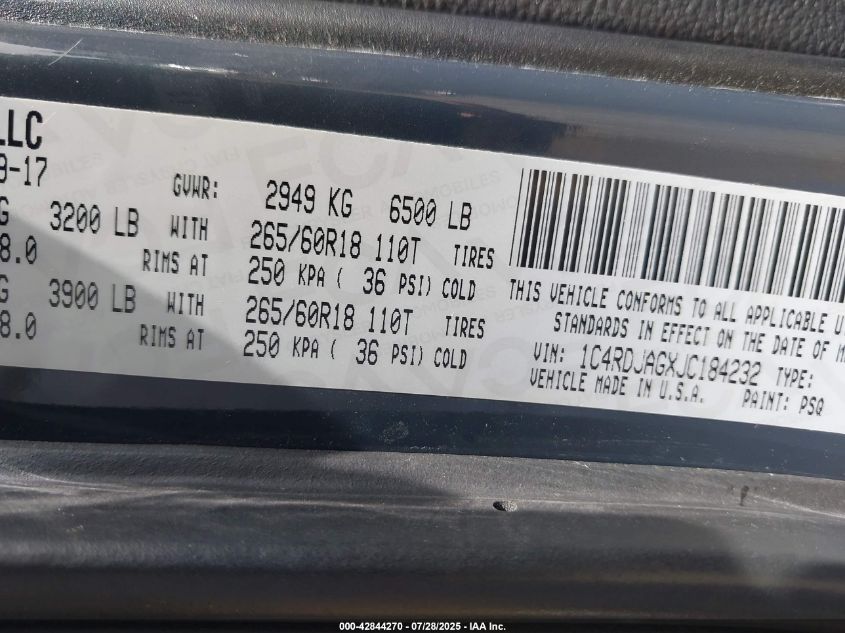 LLC
9-17
GVWR: 2949 KG 6500 LB
G 3200 LB WITH 265/60R18 110T TIRES
8.0 RIMS AT 250 KPA ( 36 PSI) COLD
G 3900 LB WITH 265/60R18 110T TIRES
8.0 RIMS AT 250 KPA ( 36 PSI) COLD
THIS VEHICLE CONFORMS TO ALL APPLICABLE U
STANDARDS IN EFFECT ON THE DATE OF M
VIN: 1C4RDJAGXJC184232 TYPE:
VEHICLE MADE IN U.S.A. PAINT: PSQ
000-42844270 - 07/28/2025 - IAA Inc.